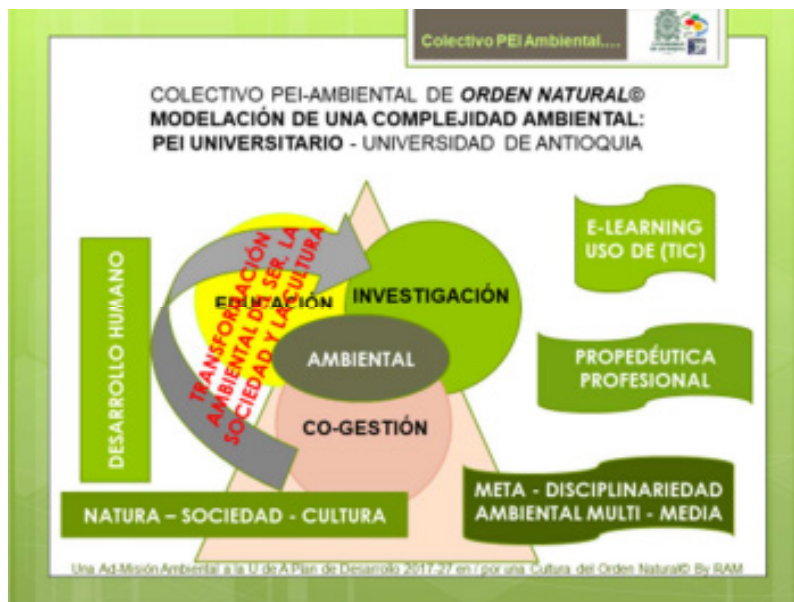 Colectivo PEI Ambiental....
COLECTIVO PEI-AMBIENTAL DE ORDEN NATURAL©
MODELACIÓN DE UNA COMPLEJIDAD AMBIENTAL:
PEI UNIVERSITARIO - UNIVERSIDAD DE ANTIOQUIA
DESARROLLO HUMANO
EDUCACIÓN
TRANSFORMACIÓN
AMBIENTAL DEL SER, LA
SOCIEDAD Y LA CULTURA
INVESTIGACIÓN
AMBIENTAL
CO-GESTIÓN
NATURA – SOCIEDAD - CULTURA
E-LEARNING
USO DE (TIC)
PROPEDÉUTICA
PROFESIONAL
META - DISCIPLINARIEDAD
AMBIENTAL MULTI - MEDIA
Una Ad-Misión Ambiental a la U de A Plan de Desarrollo 2017-27 en / por una Cultura del Orden Natural©. By RAM